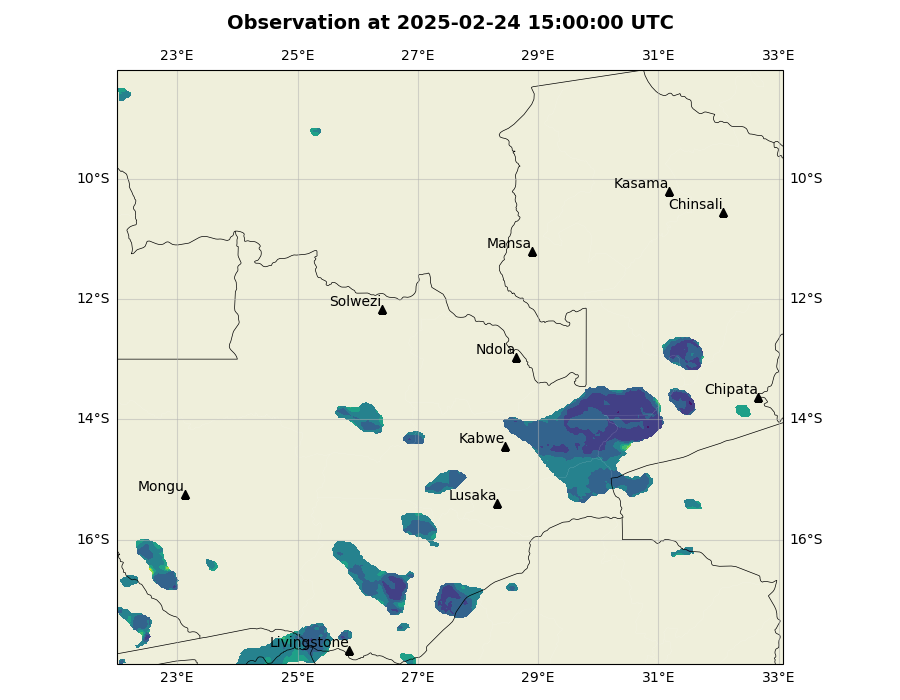 Observation at 2025-02-24 15:00:00 UTC
23°E 25°E 27°E 29°E 31°E 33°E
10°S 10°S
Kasama
Chinsali
Mansa
12°S 12°S
Solwezi
Ndola
Chipata
14°S 14°S
Kabwe
Mongu
Lusaka
16°S 16°S
Livingstone
23°E 25°E 27°E 29°E 31°E 33°E